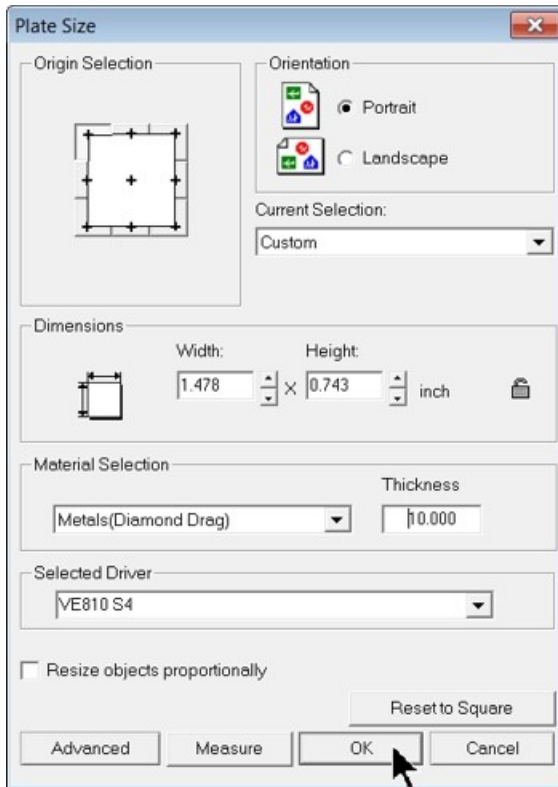 Plate Size
Origin Selection
Orientation
Portrait
Landscape
Current Selection:
Custom
Dimensions
Width:
Height:
1.478
X
0.743
inch
Material Selection
Thickness
Metals(Diamond Drag)
10.000
Selected Driver
VE810 S4
Resize objects proportionally
Reset to Square
Advanced
Measure
OK
Cancel